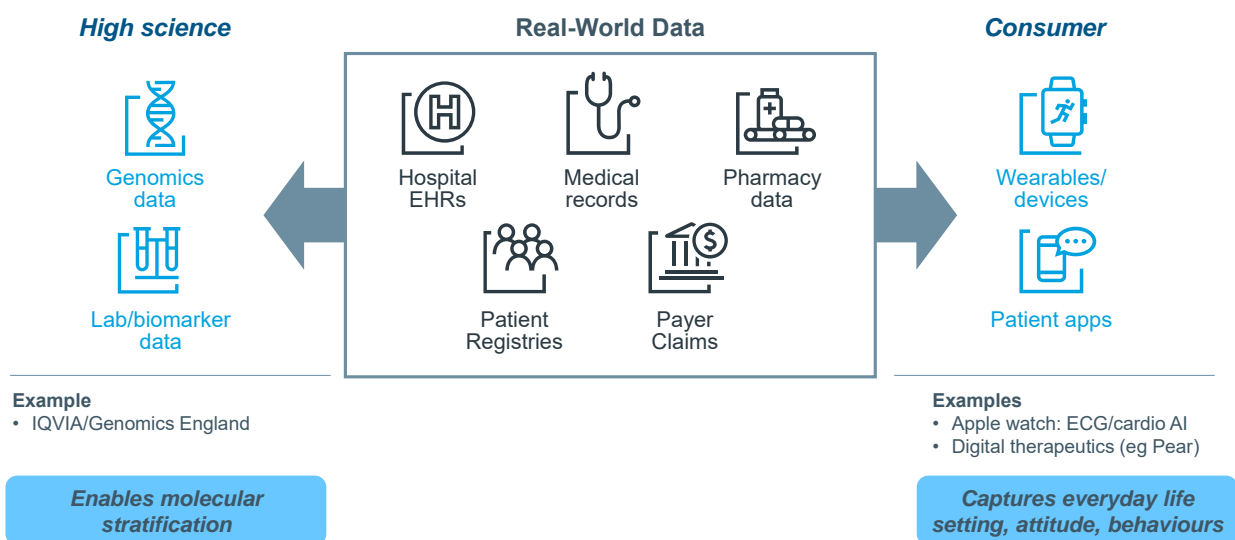 High science
Genomics
data
Lab/biomarker
data
Example
• IQVIA/Genomics England
Enables molecular
stratification
Real-World Data
H
Hospital
EHRs
Medical
records
Pharmacy
data
Patient
Registries
$
Payer
Claims
Consumer
Wearables/
devices
Patient apps
Examples
• Apple watch: ECG/cardio AI
• Digital therapeutics (eg Pear)
Captures everyday life
setting, attitude, behaviours